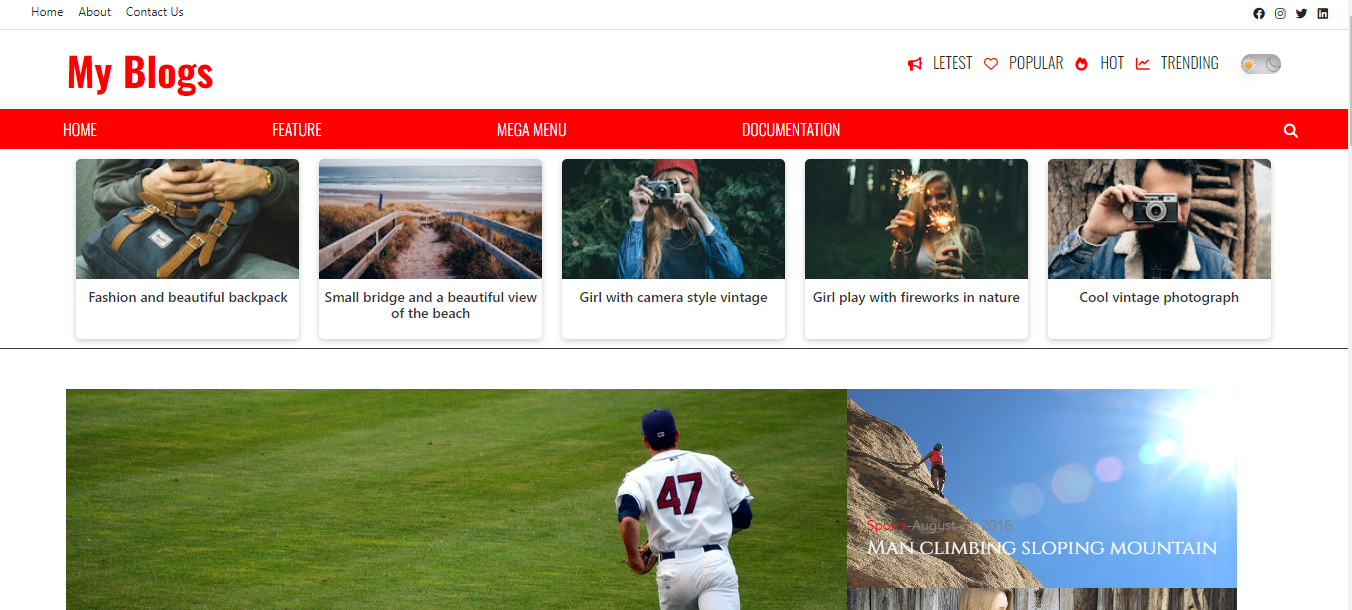 Home About Contact Us
My Blogs
LETEST POPULAR HOT TRENDING
HOME FEATURE MEGA MENU DOCUMENTATION
Fashion and beautiful backpack
Small bridge and a beautiful view
of the beach
Girl with camera style vintage
Girl play with fireworks in nature
Cool vintage photograph
47
Sports -August 2016
Man climbing sloping mountain